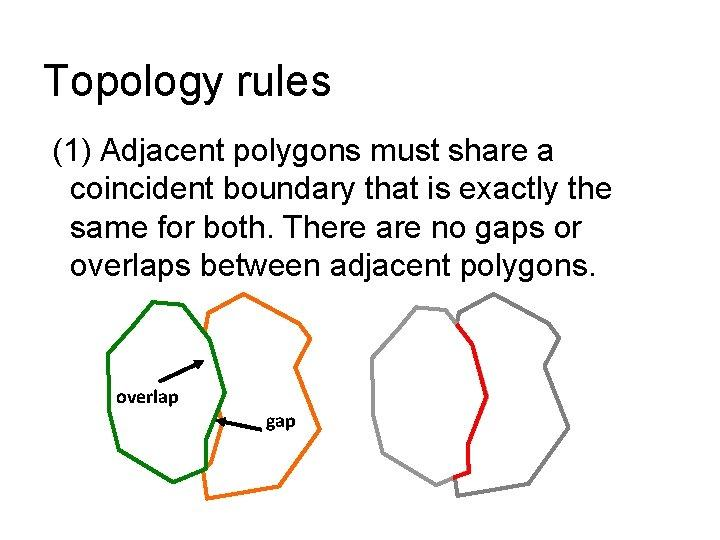 Topology rules
(1) Adjacent polygons must share a
coincident boundary that is exactly the
same for both. There are no gaps or
overlaps between adjacent polygons.
overlap
gap